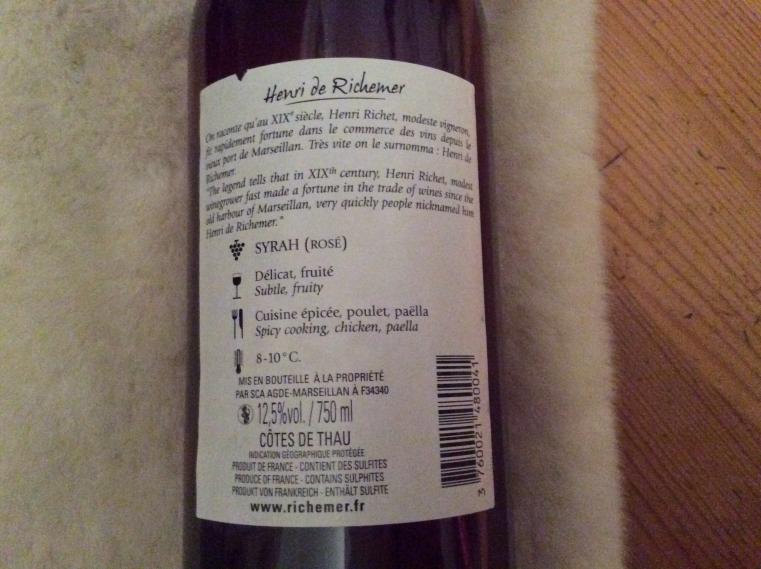 Henri de Richemer
On raconte qu'au XIXe siècle, Henri Richet, modeste vigneron,
fit rapidement fortune dans le commerce des vins depuis le
vieux port de Marseillan. Très vite on le surnomma : Henri de
Richemer.
"The legend tells that in XIXth century, Henri Richet, modest
winegrower fast made a fortune in the trade of wines since the
old harbour of Marseillan, very quickly people nicknamed him
Henri de Richemer."
SYRAH (ROSÉ)
Délicat, fruité
Subtle, fruity
Cuisine épicée, poulet, paëlla
Spicy cooking, chicken, paella
8-10°C.
MIS EN BOUTEILLE À LA PROPRIÉTÉ
PAR SCA AGDE-MARSEILLAN À F34340
12,5%vol. / 750 ml
CÔTES DE THAU
INDICATION GÉOGRAPHIQUE PROTÉGÉE
PRODUIT DE FRANCE - CONTIENT DES SULFITES
PRODUCE OF FRANCE - CONTAINS SULPHITES
PRODUKT VON FRANKREICH - ENTHÄLT SULFITE
www.richemer.fr
3 760021 480041